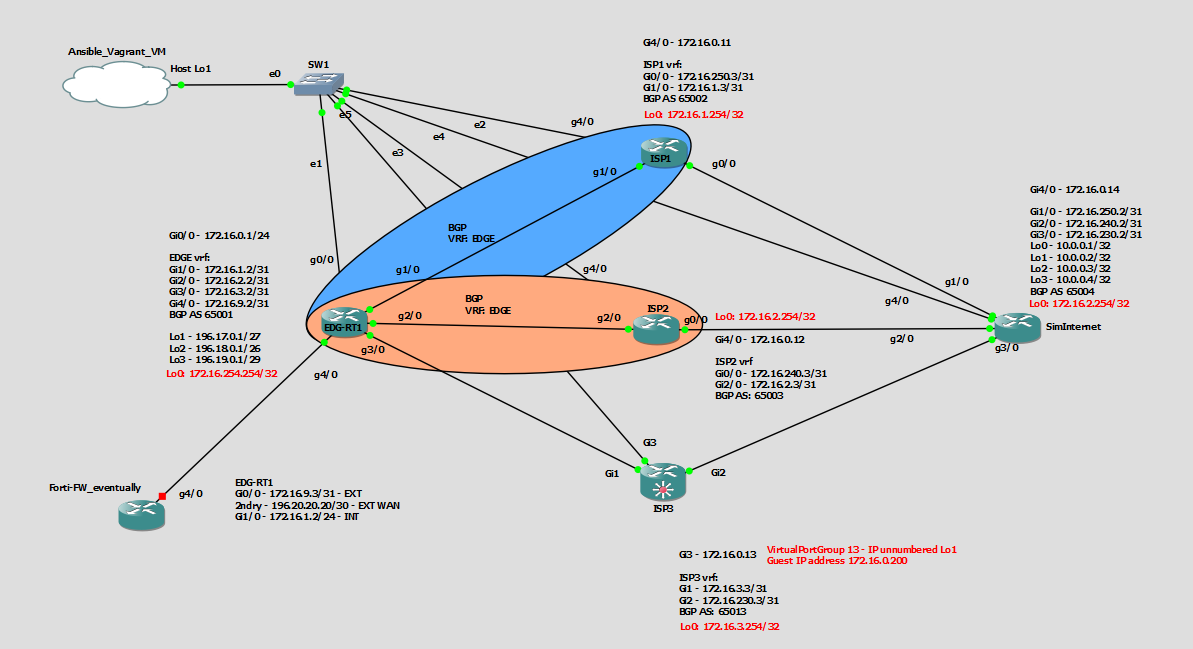 Ansible_Vagrant_VM
Host Lo1
e0
SW1
e5
e2
e4
e3
e1
g4/0
Gi4/0 - 172.16.0.11
ISP1 vrf:
Gi0/0 - 172.16.250.3/31
Gi1/0 - 172.16.1.3/31
BGP AS 65002
Lo0: 172.16.1.254/32
ISP1
g1/0
g0/0
Gi4/0 - 172.16.0.14
Gi1/0 - 172.16.250.2/31
Gi2/0 - 172.16.240.2/31
Gi3/0 - 172.16.230.2/31
Lo0 - 10.0.0.1/32
Lo1 - 10.0.0.2/32
Lo2 - 10.0.0.3/32
Lo3 - 10.0.0.4/32
BGP AS 65004
Lo0: 172.16.2.254/32
g1/0
g4/0
SimInternet
g2/0
g3/0
BGP
VRF: EDGE
Gi0/0 - 172.16.0.1/24
EDGE vrf:
Gi1/0 - 172.16.1.2/31
Gi2/0 - 172.16.2.2/31
Gi3/0 - 172.16.3.2/31
Gi4/0 - 172.16.9.2/31
BGP AS 65001
Lo1 - 196.17.0.1/27
Lo2 - 196.18.0.1/26
Lo3 - 196.19.0.1/29
Lo0: 172.16.254.254/32
g0/0
g1/0
g4/0
BGP
VRF: EDGE
EDG-RT1
g2/0
g3/0
g4/0
ISP2
g2/0
g0/0
Lo0: 172.16.2.254/32
Gi4/0 - 172.16.0.12
ISP2 vrf
Gi0/0 - 172.16.240.3/31
Gi2/0 - 172.16.2.3/31
BGP AS: 65003
Forti-FW_eventually
g4/0
EDG-RT1
Gi0/0 - 172.16.9.3/31 - EXT
2ndry - 196.20.20.20/30 - EXT WAN
Gi1/0 - 172.16.1.2/24 - INT
Gi3
Gi1
Gi2
ISP3
Gi3 - 172.16.0.13
VirtualPortGroup 13 - IP unnumbered Lo1
Guest IP address 172.16.0.200
ISP3 vrf:
Gi1 - 172.16.3.3/31
Gi2 - 172.16.230.3/31
BGP AS: 65013
Lo0: 172.16.3.254/32